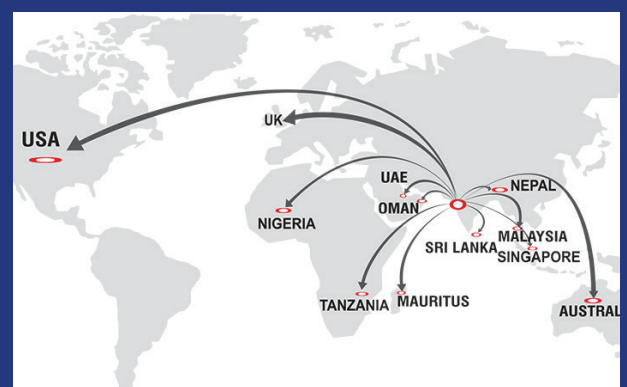 USA
UK
UAE
NEPAL
OMAN
NIGERIA
MALAYSIA
SRI LANKA
SINGAPORE
TANZANIA
MAURITUS
AUSTRAL